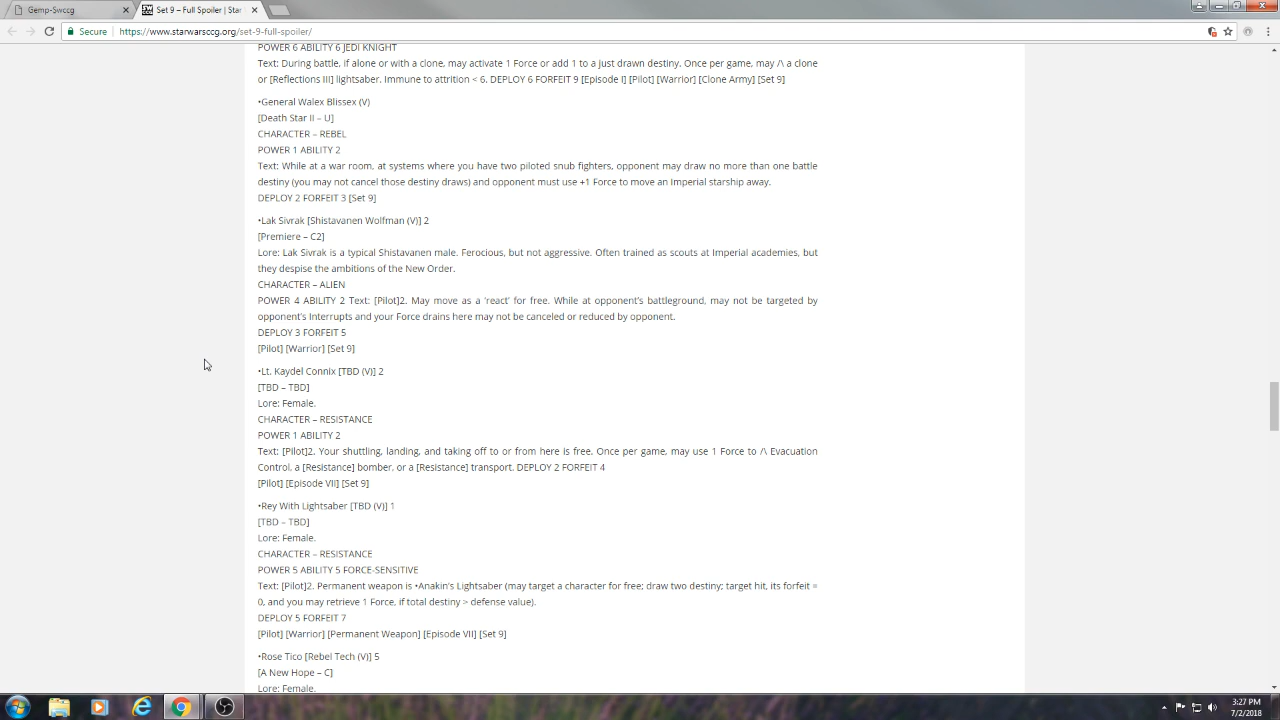 Gemp-Swccg
Set 9 – Full Spoiler | Star
Secure https://www.starwarsccg.org/set-9-full-spoiler/
POWER 6 ABILITY 6 JEDI KNIGHT
Text: During battle, if alone or with a clone, may activate 1 Force or add 1 to a just drawn destiny. Once per game, may /\ a clone
or [Reflections III] lightsaber. Immune to attrition < 6. DEPLOY 6 FORFEIT 9 [Episode I] [Pilot] [Warrior] [Clone Army] [Set 9]
•General Walex Blissex (V)
[Death Star II – U]
CHARACTER – REBEL
POWER 1 ABILITY 2
Text: While at a war room, at systems where you have two piloted snub fighters, opponent may draw no more than one battle
destiny (you may not cancel those destiny draws) and opponent must use +1 Force to move an Imperial starship away.
DEPLOY 2 FORFEIT 3 [Set 9]
•Lak Sivrak [Shistavanen Wolfman (V)] 2
[Premiere – C2]
Lore: Lak Sivrak is a typical Shistavanen male. Ferocious, but not aggressive. Often trained as scouts at Imperial academies, but
they despise the ambitions of the New Order.
CHARACTER – ALIEN
POWER 4 ABILITY 2 Text: [Pilot]2. May move as a ‘react’ for free. While at opponent’s battleground, may not be targeted by
opponent’s Interrupts and your Force drains here may not be canceled or reduced by opponent.
DEPLOY 3 FORFEIT 5
[Pilot] [Warrior] [Set 9]
•Lt. Kaydel Connix [TBD (V)] 2
[TBD – TBD]
Lore: Female.
CHARACTER – RESISTANCE
POWER 1 ABILITY 2
Text: [Pilot]2. Your shuttling, landing, and taking off to or from here is free. Once per game, may use 1 Force to /\ Evacuation
Control, a [Resistance] bomber, or a [Resistance] transport. DEPLOY 2 FORFEIT 4
[Pilot] [Episode VII] [Set 9]
•Rey With Lightsaber [TBD (V)] 1
[TBD – TBD]
Lore: Female.
CHARACTER – RESISTANCE
POWER 5 ABILITY 5 FORCE-SENSITIVE
Text: [Pilot]2. Permanent weapon is •Anakin’s Lightsaber (may target a character for free; draw two destiny; target hit, its forfeit =
0, and you may retrieve 1 Force, if total destiny > defense value).
DEPLOY 5 FORFEIT 7
[Pilot] [Warrior] [Permanent Weapon] [Episode VII] [Set 9]
•Rose Tico [Rebel Tech (V)] 5
[A New Hope – C]
Lore: Female.
3:27 PM
7/2/2018